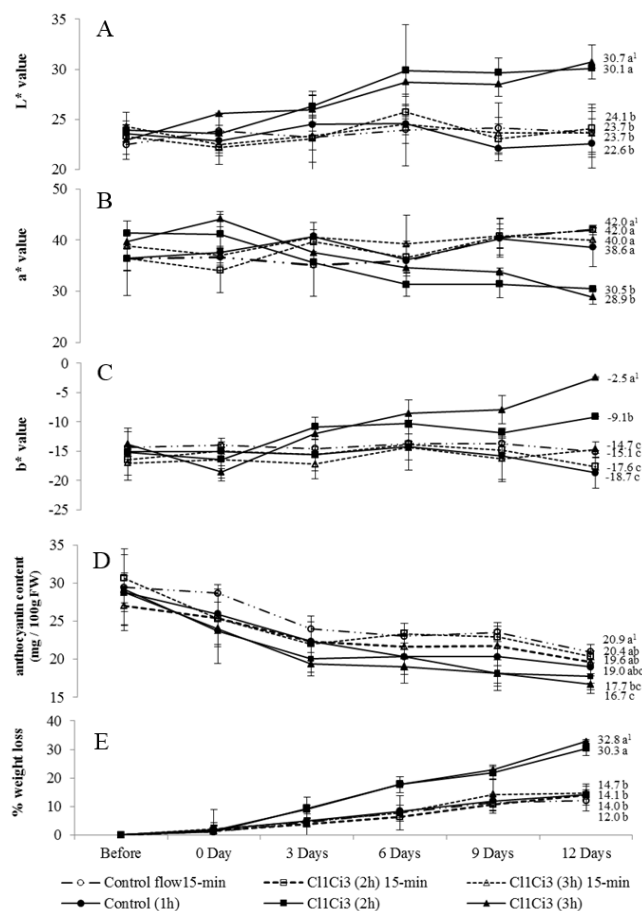 A
L* value
35
30
25
20
30.7 a¹
30.1 a
24.1 b
23.7 b
23.7 b
22.6 b
B
a* value
50
40
30
20
42.0 a¹
42.0 a
40.0 a
38.6 a
30.5 b
28.9 b
C
b* value
0
-5
-10
-15
-20
-25
-2.5 a¹
-9.1b
-14.7 c
-15.1 c
-17.6 c
-18.7 c
D
anthocyanin content
(mg / 100g FW)
35
30
25
20
15
20.9 a¹
20.4 ab
19.6 ab
19.0 abc
17.7 bc
16.7 c
E
% weight loss
40
30
20
10
0
32.8 a¹
30.3 a
14.7 b
14.1 b
14.0 b
12.0 b
Before 0 Day 3 Days 6 Days 9 Days 12 Days
Control flow15-min Cl1Ci3 (2h) 15-min Cl1Ci3 (3h) 15-min
Control (1h) Cl1Ci3 (2h) Cl1Ci3 (3h)